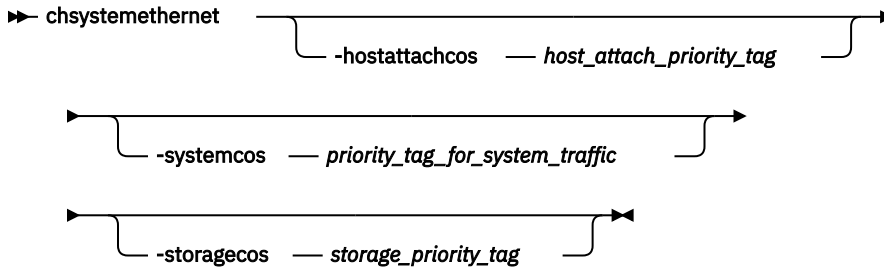 chsystemethernet
-hostattachcos host_attach_priority_tag
-systemcos priority_tag_for_system_traffic
-storagecos storage_priority_tag